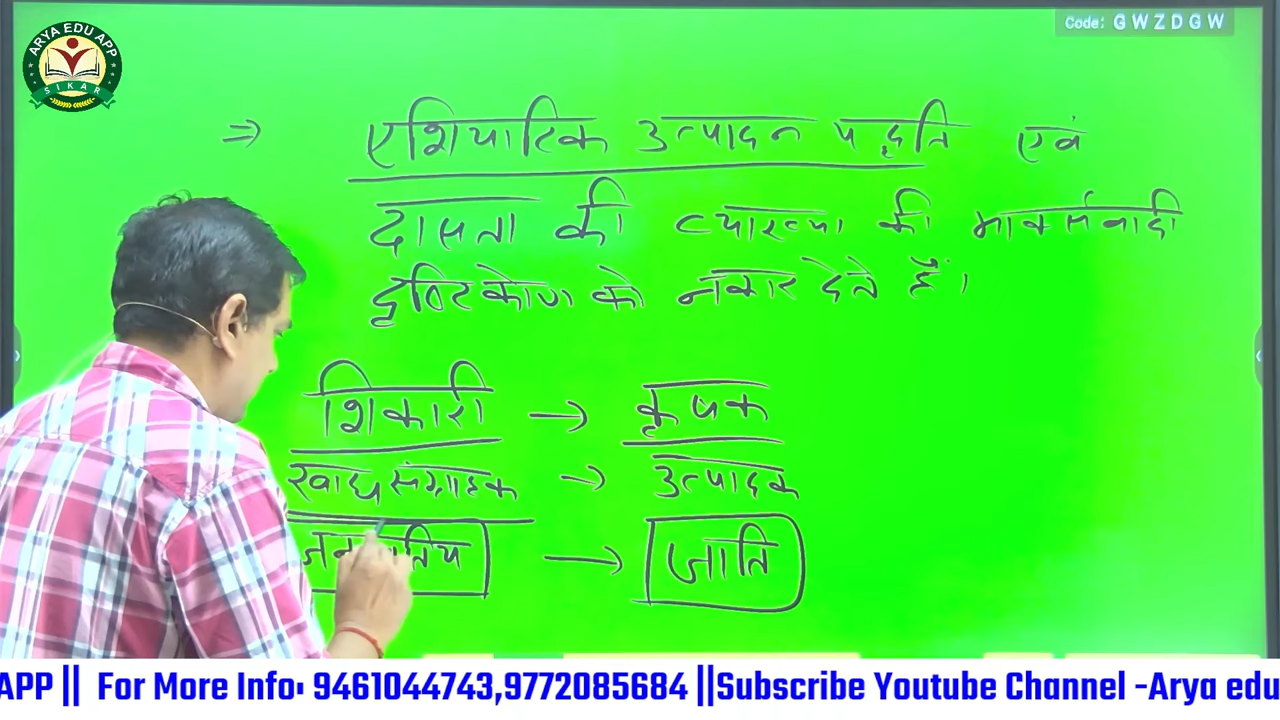 ARYA EDU APP
SIKAR
Code: GWZDGW
⇒ एशियाटिक उत्पादन पद्धति एवं
दासता की व्याख्या की मार्क्सवादी
दृष्टिकोण को नकार देते हैं।
शिकारी → कृषक
खाद्य संग्राहक → उत्पादक
→ जाति
APP || For More Info: 9461044743,9772085684 ||Subscribe Youtube Channel -Arya edu